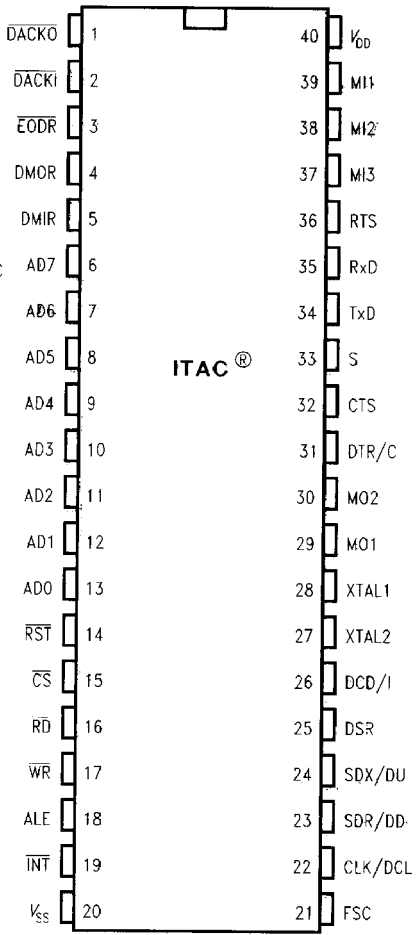 DACKO 1 40 VDD
DACKI 2 39 MI1
EODR 3 38 MI2
DMOR 4 37 MI3
DMIR 5 36 RTS
C AD7 6 35 RxD
AD6 7 34 TxD
AD5 8 ITAC® 33 S
AD4 9 32 CTS
AD3 10 31 DTR/C
AD2 11 30 MO2
AD1 12 29 MO1
AD0 13 28 XTAL1
RST 14 27 XTAL2
CS 15 26 DCD/I
RD 16 25 DSR
WR 17 24 SDX/DU
ALE 18 23 SDR/DD
INT 19 22 CLK/DCL
VSS 20 21 FSC